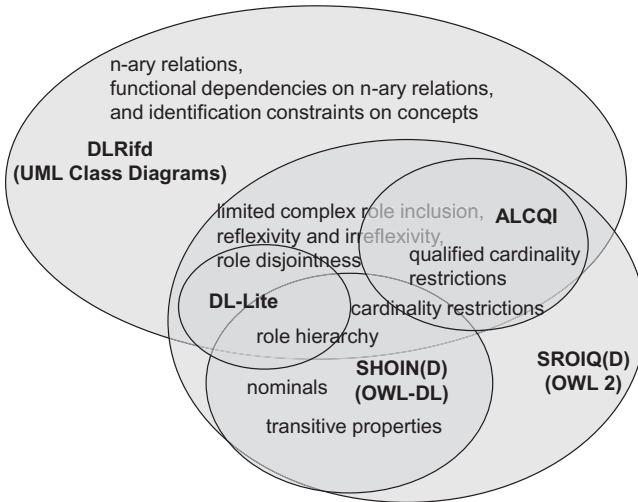 n-ary relations,
functional dependencies on n-ary relations,
and identification constraints on concepts
DLRifd
(UML Class Diagrams)
limited complex role inclusion,
reflexivity and irreflexivity,
role disjointness
ALCQI
qualified cardinality
restrictions
DL-Lite
cardinality restrictions
role hierarchy
SHOIN(D)
(OWL-DL)
SROIQ(D)
(OWL 2)
nominals
transitive properties